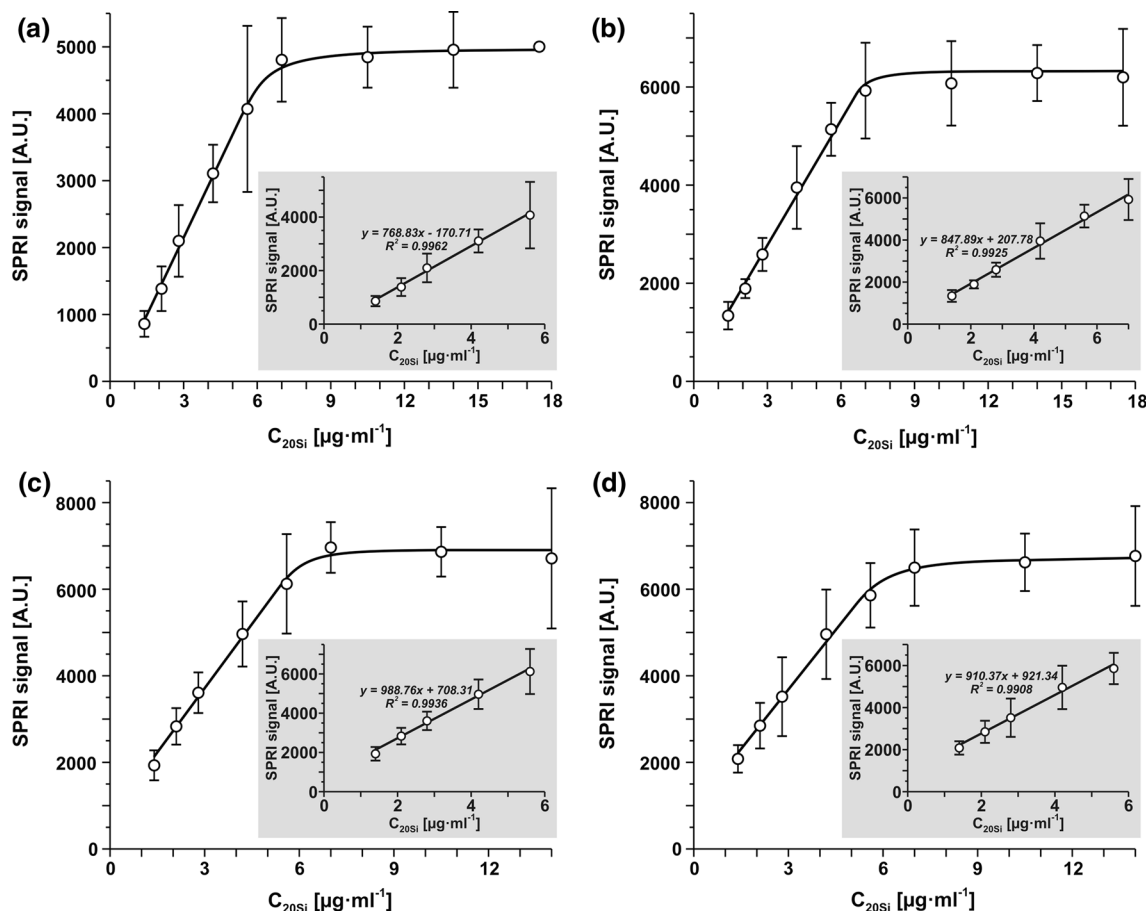 (a)
5000
4000
3000
2000
1000
0
SPRI signal [A.U.]
0 3 6 9 12 15 18
C20Si [µg·ml-1]
SPRI signal [A.U.]
4000
2000
0
y = 768.83x - 170.71
R2 = 0.9962
0 2 4 6
C20Si [µg·ml-1]
(b)
6000
4000
2000
0
SPRI signal [A.U.]
0 3 6 9 12 15 18
C20Si [µg·ml-1]
SPRI signal [A.U.]
6000
4000
2000
0
y = 847.89x + 207.78
R2 = 0.9925
0 2 4 6
C20Si [µg·ml-1]
(c)
8000
6000
4000
2000
0
SPRI signal [A.U.]
0 3 6 9 12
C20Si [µg·ml-1]
SPRI signal [A.U.]
6000
4000
2000
0
y = 988.76x + 708.31
R2 = 0.9936
0 2 4 6
C20Si [µg·ml-1]
(d)
8000
6000
4000
2000
0
SPRI signal [A.U.]
0 3 6 9 12
C20Si [µg·ml-1]
SPRI signal [A.U.]
6000
4000
2000
0
y = 910.37x + 921.34
R2 = 0.9908
0 2 4 6
C20Si [µg·ml-1]